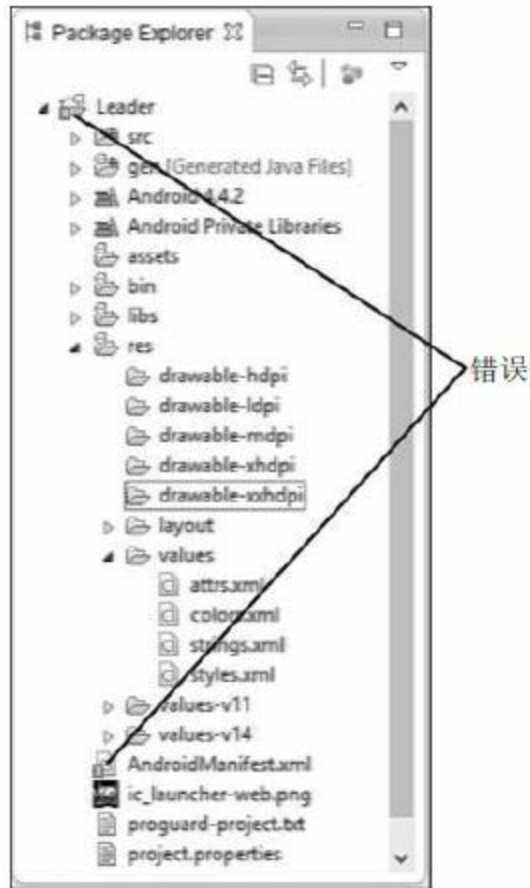 Package Explorer
Leader
src
gen [Generated Java Files]
Android 4.4.2
Android Private Libraries
assets
bin
libs
res
drawable-hdpi
drawable-ldpi
drawable-mdpi
drawable-xhdpi
drawable-xxhdpi
layout
values
attrs.xml
colors.xml
strings.xml
styles.xml
values-v11
values-v14
AndroidManifest.xml
ic_launcher-web.png
proguard-project.txt
project.properties
错误